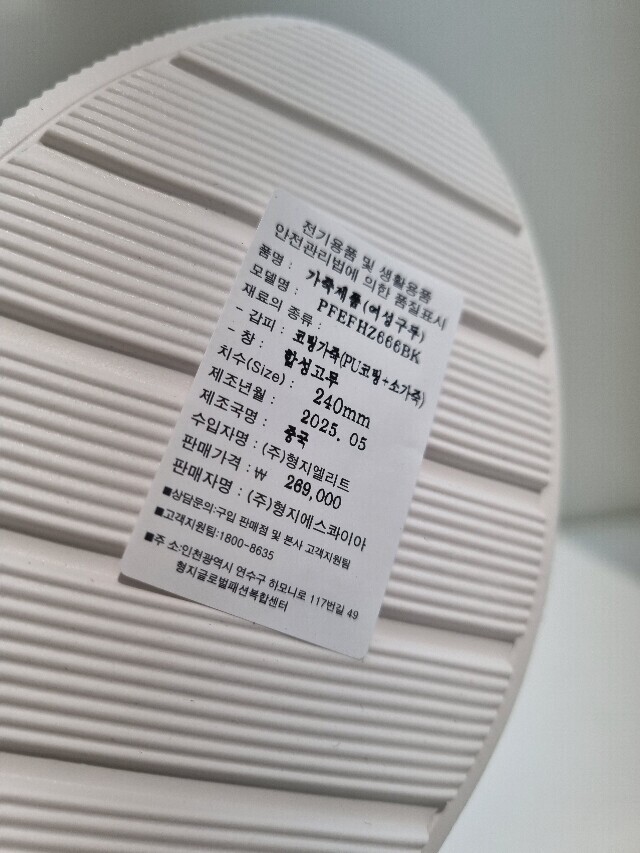 전기용품 및 생활용품
안전관리법에 의한 품질표시
품명 : 가죽제품(여성구두)
모델명 : PFEFHZ666BK
재료의 종류 :
- 갑피 : 코팅가죽(PU코팅+소가죽)
- 창 : 합성고무
치수(Size) : 240mm
제조년월 : 2025. 05
제조국명 : 중국
수입자명 : (주)형지엘리트
판매가격 : ₩ 269,000
판매자명 : (주)형지에스콰이아
■상담문의:구입 판매점 및 본사 고객지원팀
■고객지원팀:1800-8635
■주 소:인천광역시 연수구 하모니로 117번길 49
형지글로벌패션복합센터